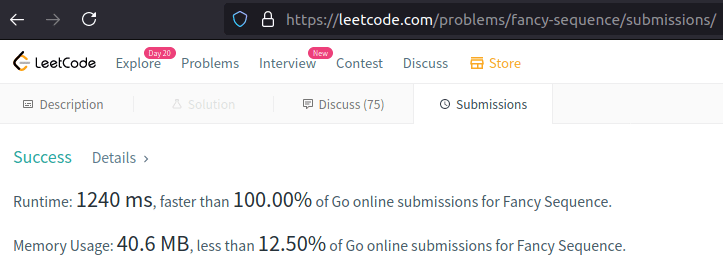 https://leetcode.com/problems/fancy-sequence/submissions/
LeetCode Explore Day 20 Problems Interview New Contest Discuss Store
Description Solution Discuss (75) Submissions
Success Details ›
Runtime: 1240 ms, faster than 100.00% of Go online submissions for Fancy Sequence.
Memory Usage: 40.6 MB, less than 12.50% of Go online submissions for Fancy Sequence.